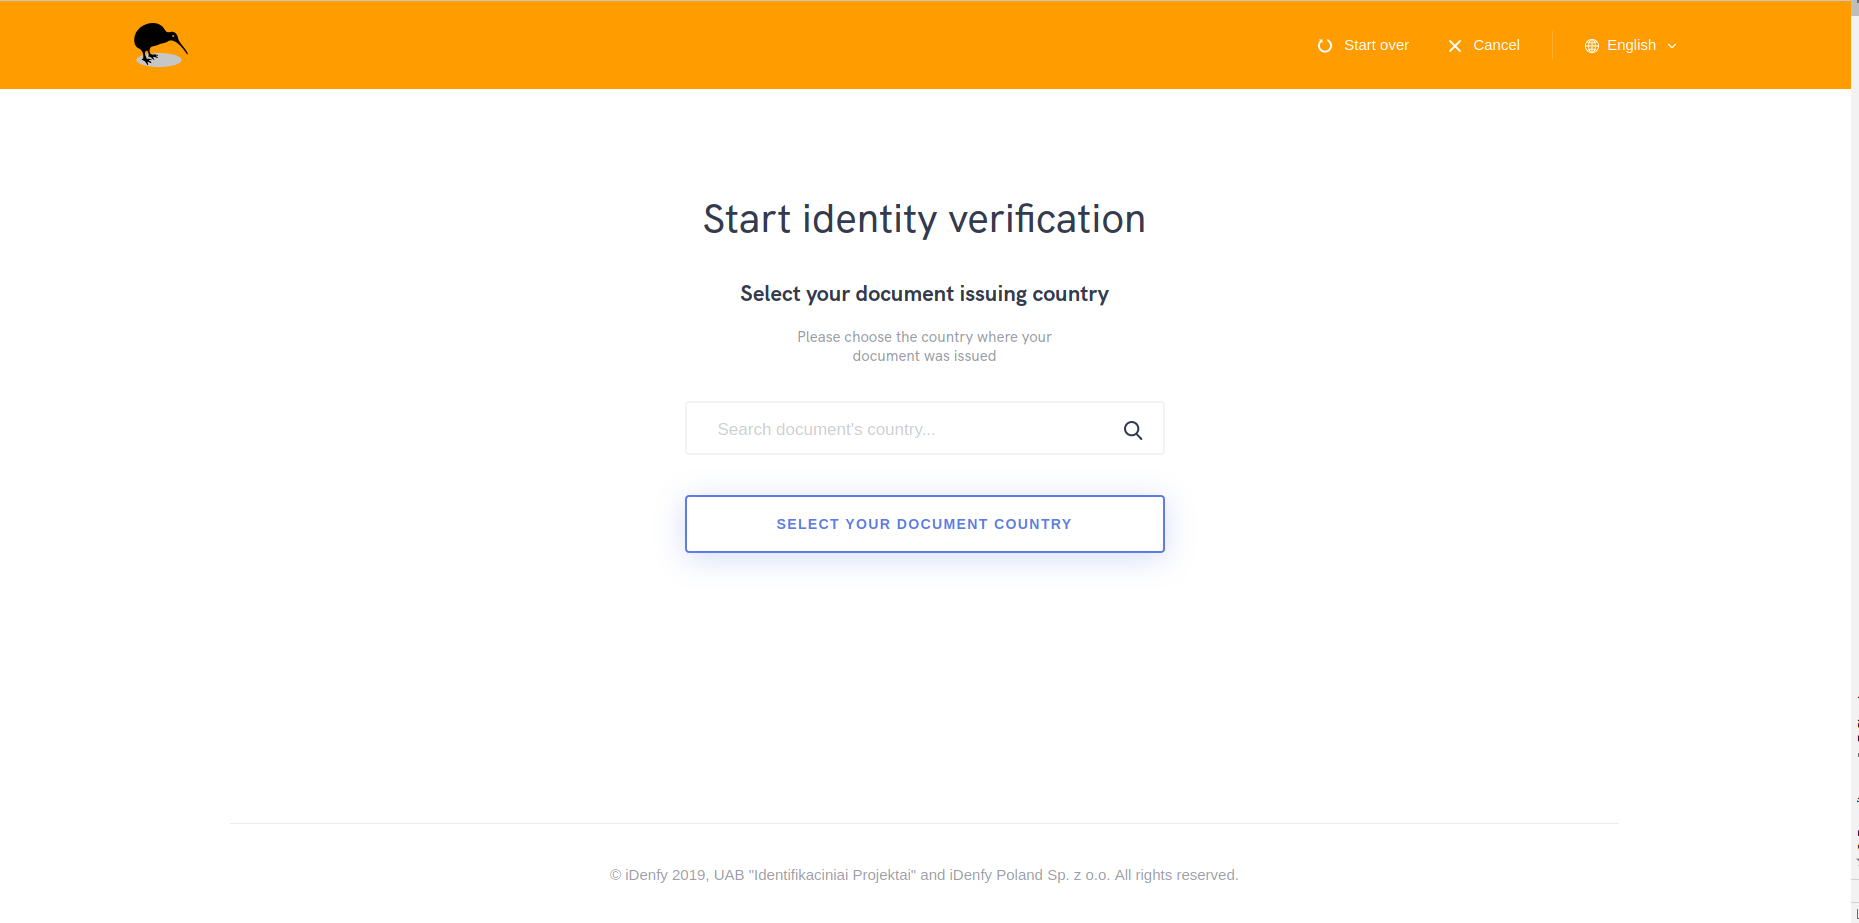 Start over
Cancel
English
Start identity verification
Select your document issuing country
Please choose the country where your
document was issued
Search document's country...
SELECT YOUR DOCUMENT COUNTRY
© iDenfy 2019, UAB "Identifikaciniai Projektai" and iDenfy Poland Sp. z o.o. All rights reserved.